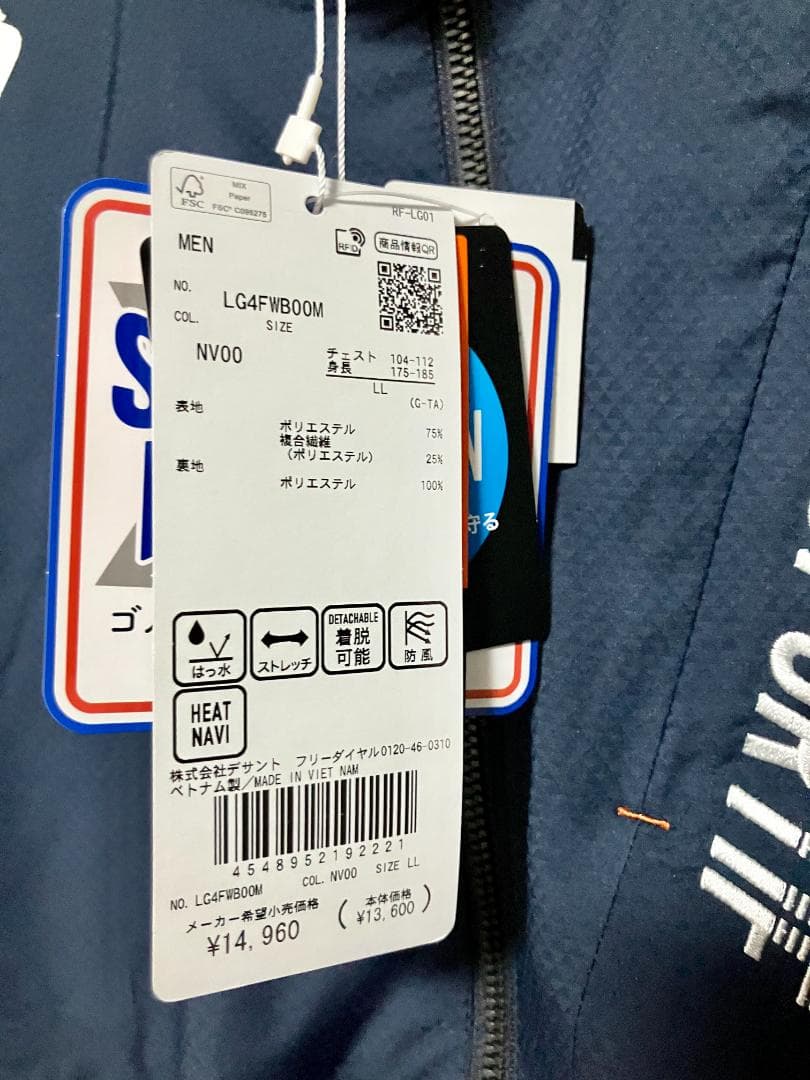 MIX
Paper
FSC
FSC® C098275
RF-LG01
MEN
RFID
商品情報QR
NO.
LG4FWB00M
COL.
SIZE
NV00
チェスト 104-112
身長 175-185
LL
(G-TA)
表地
ポリエステル 75%
複合繊維
(ポリエステル) 25%
裏地
ポリエステル 100%
守る
ゴ
はっ水
ストレッチ
DETACHABLE
着脱
可能
防風
HEAT
NAVI
株式会社デサント フリーダイヤル0120-46-0310
ベトナム製/MADE IN VIET NAM
4548952192221
NO. LG4FWB00M COL. NV00 SIZE LL
メーカー希望小売価格
¥14,960
(本体価格
¥13,600)